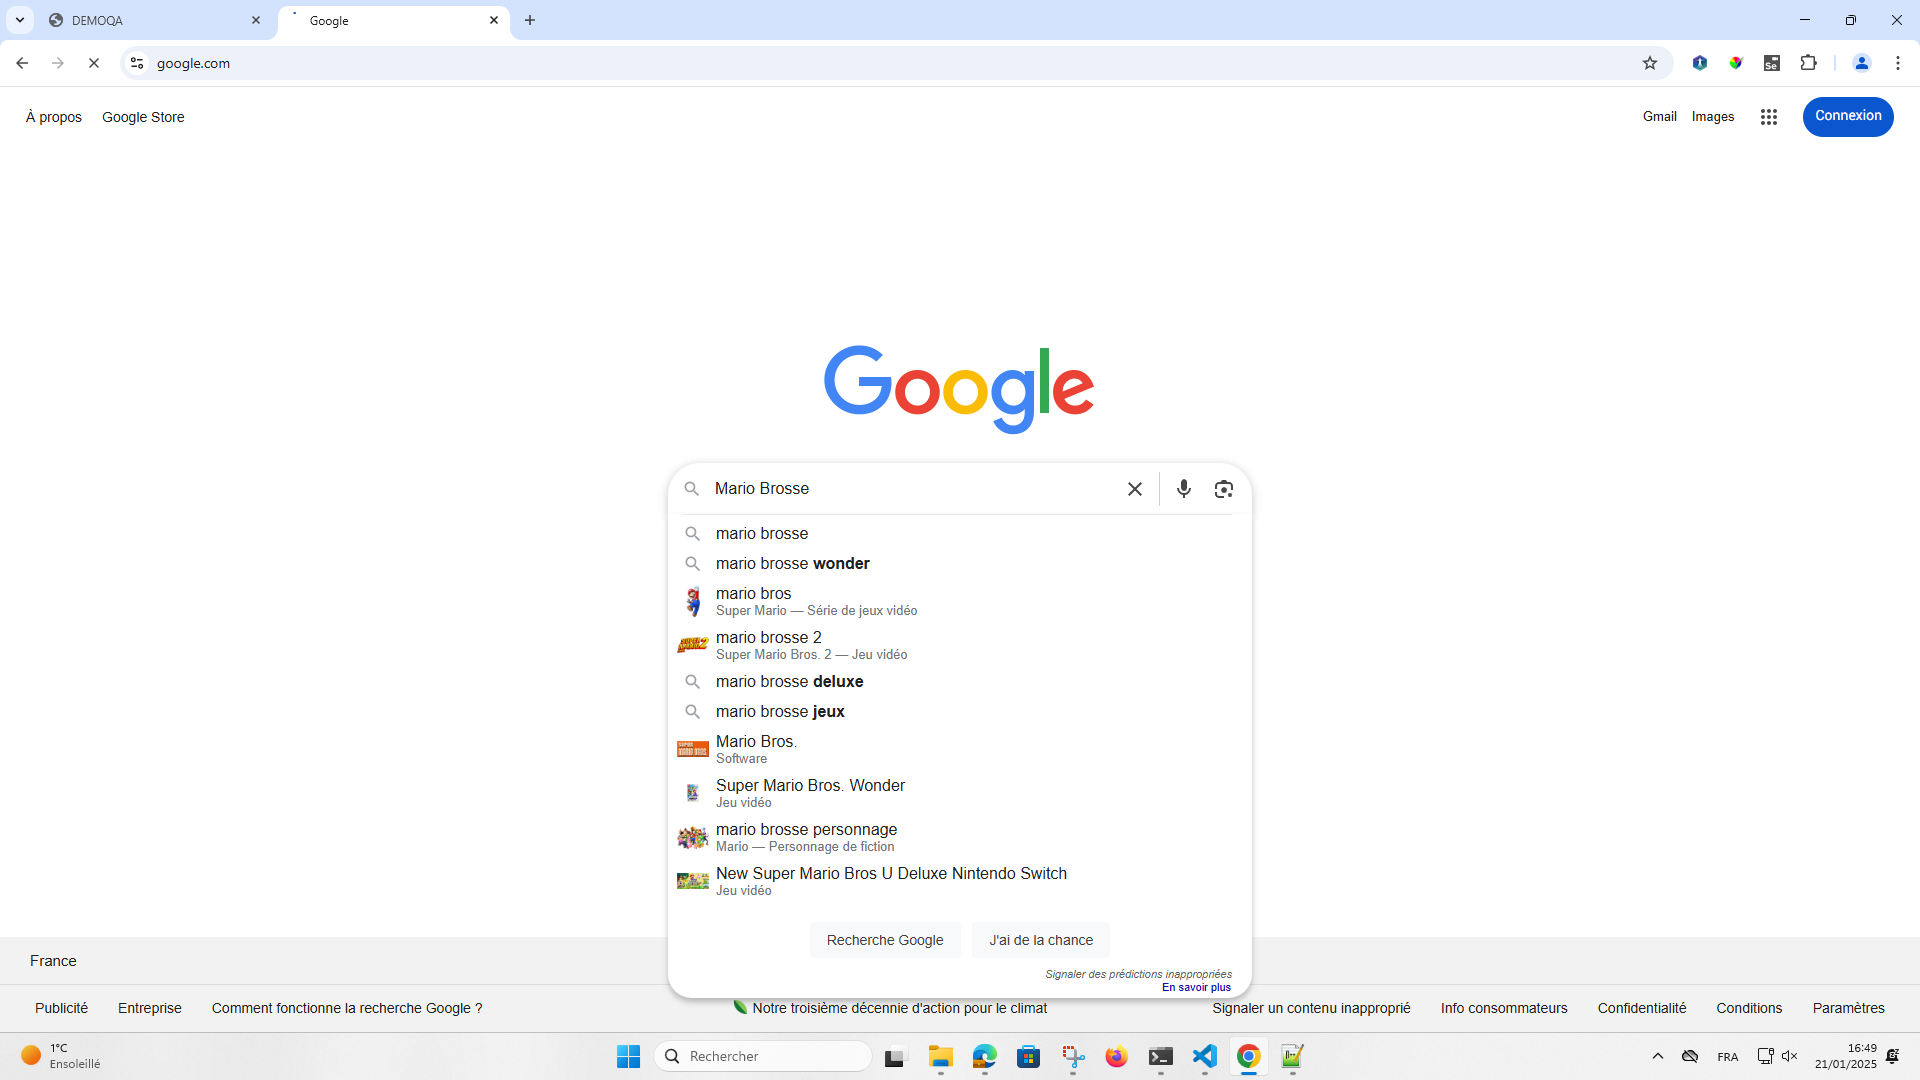 DEMOQA
Google
google.com
À propos
Google Store
Gmail
Images
Connexion
Google
Mario Brosse
mario brosse
mario brosse wonder
mario bros
Super Mario — Série de jeux vidéo
mario brosse 2
Super Mario Bros. 2 — Jeu vidéo
mario brosse deluxe
mario brosse jeux
Mario Bros.
Software
Super Mario Bros. Wonder
Jeu vidéo
mario brosse personnage
Mario — Personnage de fiction
New Super Mario Bros U Deluxe Nintendo Switch
Jeu vidéo
Recherche Google
J'ai de la chance
Signaler des prédictions inappropriées
En savoir plus
France
Publicité
Entreprise
Comment fonctionne la recherche Google ?
Notre troisième décennie d'action pour le climat
Signaler un contenu inapproprié
Info consommateurs
Confidentialité
Conditions
Paramètres
1°C
Ensoleillé
Rechercher
FRA
16:49
21/01/2025